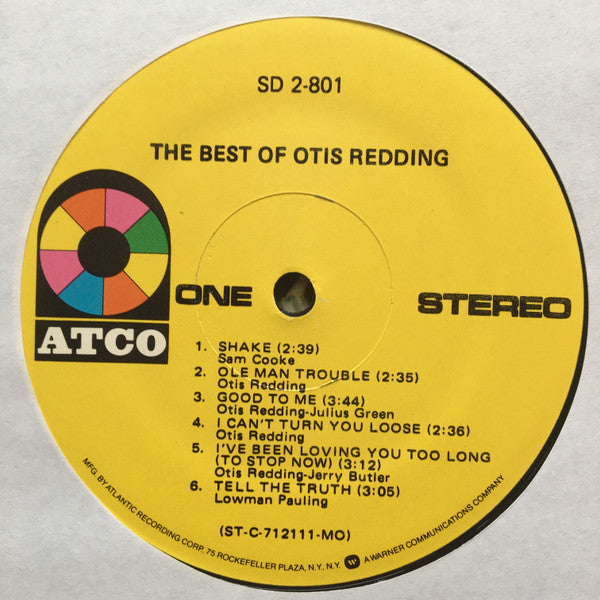 SD 2-801
THE BEST OF OTIS REDDING
ATCO
ONE
STEREO
1. SHAKE (2:39)
Sam Cooke
2. OLE MAN TROUBLE (2:35)
Otis Redding
3. GOOD TO ME (3:44)
Otis Redding-Julius Green
4. I CAN'T TURN YOU LOOSE (2:36)
Otis Redding
5. I'VE BEEN LOVING YOU TOO LONG
(TO STOP NOW) (3:12)
Otis Redding-Jerry Butler
6. TELL THE TRUTH (3:05)
Lowman Pauling
(ST-C-712111-MO)
MFG. BY ATLANTIC RECORDING CORP. 75 ROCKEFELLER PLAZA, N.Y., N.Y. W A WARNER COMMUNICATIONS COMPANY